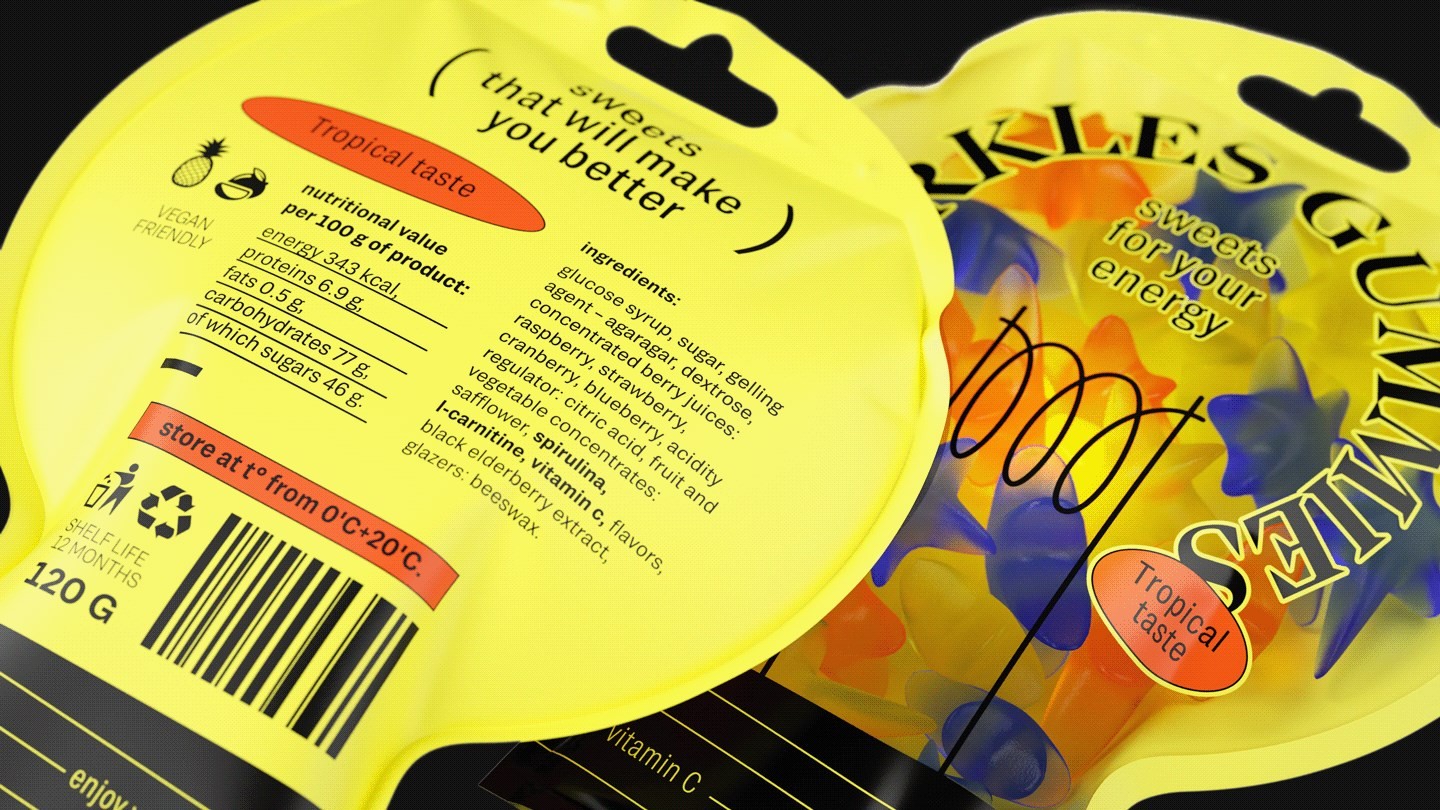 sweets
(that will make
you better)
Tropical taste
VEGAN
FRIENDLY
nutritional value
per 100 g of product:
energy 343 kcal,
proteins 6.9 g,
fats 0.5 g,
carbohydrates 77 g,
of which sugars 46 g.
ingredients:
glucose syrup, sugar, gelling
agent – agaragar, dextrose,
concentrated berry juices:
raspberry, strawberry,
cranberry, blueberry, acidity
regulator: citric acid, fruit and
vegetable concentrates:
safflower, spirulina,
l-carnitine, vitamin c, flavors,
black elderberry extract,
glazers: beeswax.
store at t° from 0'C+20'C.
SHELF LIFE
12 MONTHS
120 G
enjoy
RKLES GUMMIES
sweets
for your
energy
Tropical
taste
vitamin C